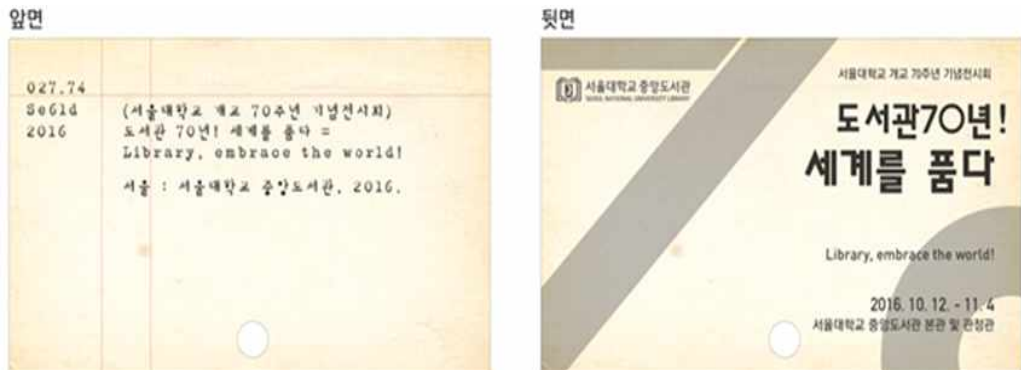 앞면
027.74
Se61d
2016
(서울대학교 개교 70주년 기념전시회)
도서관 70년! 세계를 품다 =
Library, embrace the world!
서울 : 서울대학교 중앙도서관, 2016.
뒷면
서울대학교 중앙도서관
SEOUL NATIONAL UNIVERSITY LIBRARY
서울대학교 개교 70주년 기념전시회
도서관70년!
세계를 품다
Library, embrace the world!
2016. 10. 12. - 11. 4
서울대학교 중앙도서관 본관 및 관정관